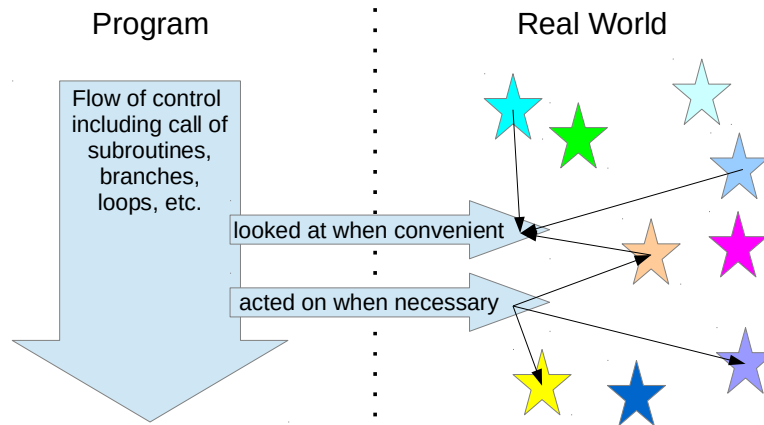 Program
Real World
Flow of control
including call of
subroutines,
branches,
loops, etc.
looked at when convenient
acted on when necessary